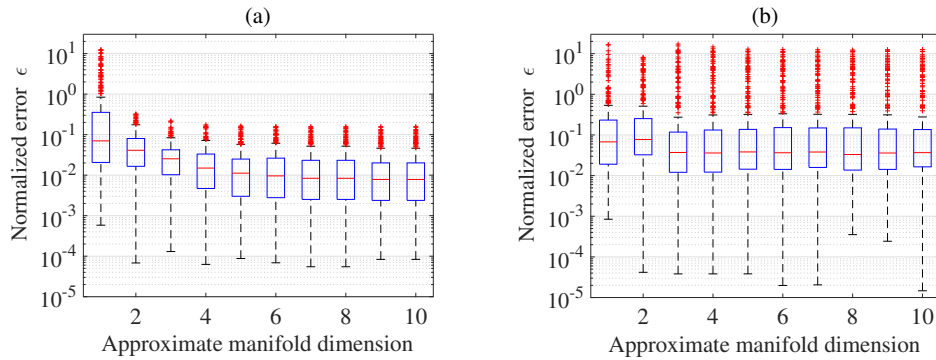 (a)
10^1
10^0
10^-1
10^-2
10^-3
10^-4
10^-5
Normalized error ϵ
2 4 6 8 10
Approximate manifold dimension
(b)
10^1
10^0
10^-1
10^-2
10^-3
10^-4
10^-5
Normalized error ϵ
2 4 6 8 10
Approximate manifold dimension